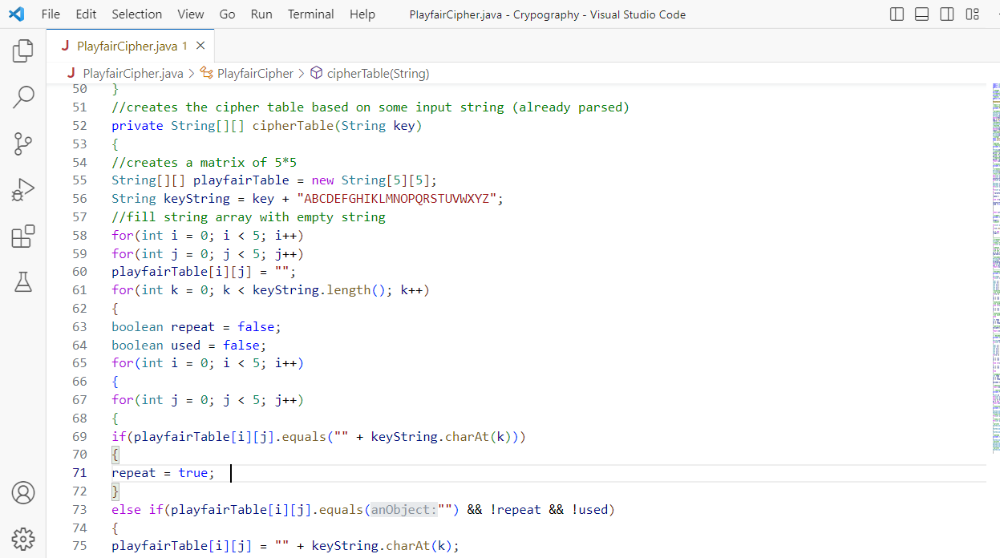 File Edit Selection View Go Run Terminal Help PlayfairCipher.java - Crypography - Visual Studio Code
J PlayfairCipher.java 1 ×
J PlayfairCipher.java > PlayfairCipher > cipherTable(String)
50 }
51 //creates the cipher table based on some input string (already parsed)
52 private String[][] cipherTable(String key)
53 {
54 //creates a matrix of 5*5
55 String[][] playfairTable = new String[5][5];
56 String keyString = key + "ABCDEFGHIKLMNOPQRSTUVWXYZ";
57 //fill string array with empty string
58 for(int i = 0; i < 5; i++)
59 for(int j = 0; j < 5; j++)
60 playfairTable[i][j] = "";
61 for(int k = 0; k < keyString.length(); k++)
62 {
63 boolean repeat = false;
64 boolean used = false;
65 for(int i = 0; i < 5; i++)
66 {
67 for(int j = 0; j < 5; j++)
68 {
69 if(playfairTable[i][j].equals("" + keyString.charAt(k)))
70 {
71 repeat = true;
72 }
73 else if(playfairTable[i][j].equals(anObject:"") && !repeat && !used)
74 {
75 playfairTable[i][j] = "" + keyString.charAt(k);